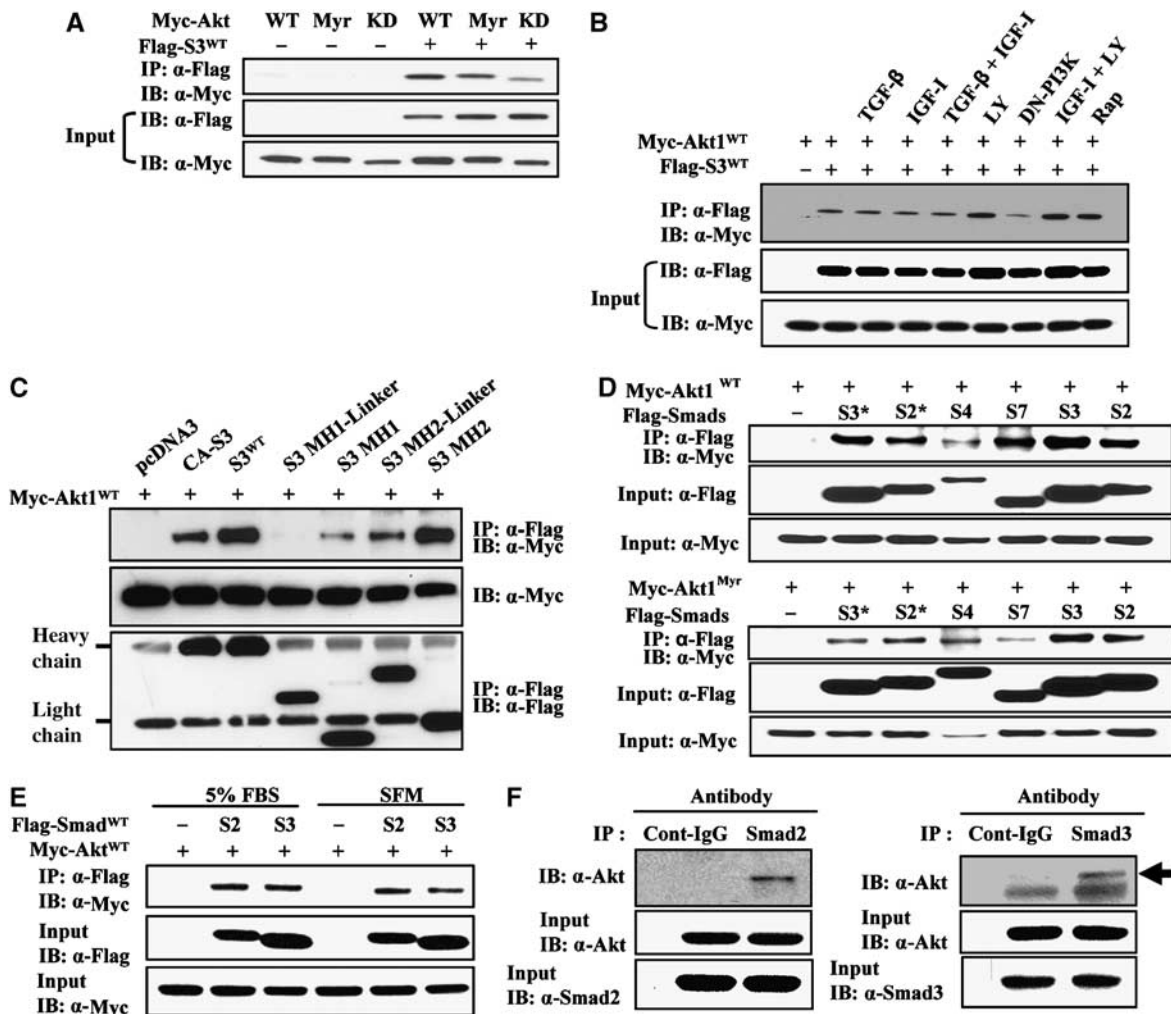 A
Myc-Akt WT Myr KD WT Myr KD
Flag-S3WT – – – + + +
IP: α-Flag
IB: α-Myc
Input
IB: α-Flag
IB: α-Myc
B
TGF-β
IGF-I
TGF-β + IGF-I
LY
DN-PI3K
IGF-I + LY
Rap
Myc-Akt1WT + + + + + + + + +
Flag-S3WT – + + + + + + + +
IP: α-Flag
IB: α-Myc
Input
IB: α-Flag
IB: α-Myc
C
pcDNA3
CA-S3
S3WT
S3 MH1-Linker
S3 MH1
S3 MH2-Linker
S3 MH2
Myc-Akt1WT + + + + + + +
IP: α-Flag
IB: α-Myc
IB: α-Myc
Heavy
chain
Light
chain
IP: α-Flag
IB: α-Flag
D
Myc-Akt1 WT + + + + + + +
Flag-Smads – S3* S2* S4 S7 S3 S2
IP: α-Flag
IB: α-Myc
Input: α-Flag
Input: α-Myc
Myc-Akt1Myr + + + + + + +
Flag-Smads – S3* S2* S4 S7 S3 S2
IP: α-Flag
IB: α-Myc
Input: α-Flag
Input: α-Myc
E
5% FBS SFM
Flag-SmadWT – S2 S3 – S2 S3
Myc-AktWT + + + + + +
IP: α-Flag
IB: α-Myc
Input
IB: α-Flag
Input
IB: α-Myc
F
Antibody
IP : Cont-IgG Smad2
IB: α-Akt
Input
IB: α-Akt
Input
IB: α-Smad2
Antibody
IP : Cont-IgG Smad3
IB: α-Akt
Input
IB: α-Akt
Input
IB: α-Smad3